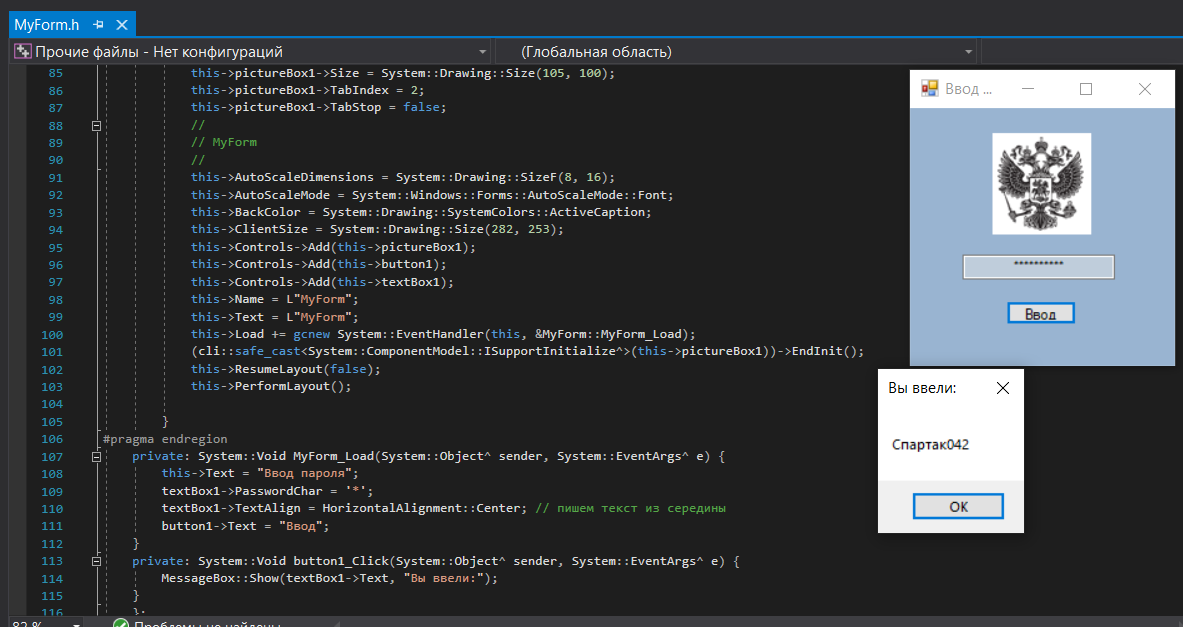 MyForm.h
Прочие файлы - Нет конфигураций
(Глобальная область)
85 this->pictureBox1->Size = System::Drawing::Size(105, 100);
86 this->pictureBox1->TabIndex = 2;
87 this->pictureBox1->TabStop = false;
88 //
89 // MyForm
90 //
91 this->AutoScaleDimensions = System::Drawing::SizeF(8, 16);
92 this->AutoScaleMode = System::Windows::Forms::AutoScaleMode::Font;
93 this->BackColor = System::Drawing::SystemColors::ActiveCaption;
94 this->ClientSize = System::Drawing::Size(282, 253);
95 this->Controls->Add(this->pictureBox1);
96 this->Controls->Add(this->button1);
97 this->Controls->Add(this->textBox1);
98 this->Name = L"MyForm";
99 this->Text = L"MyForm";
100 this->Load += gcnew System::EventHandler(this, &MyForm::MyForm_Load);
101 (cli::safe_cast<System::ComponentModel::ISupportInitialize^>(this->pictureBox1))->EndInit();
102 this->ResumeLayout(false);
103 this->PerformLayout();
104
105 }
106 #pragma endregion
107 private: System::Void MyForm_Load(System::Object^ sender, System::EventArgs^ e) {
108 this->Text = "Ввод пароля";
109 textBox1->PasswordChar = '*';
110 textBox1->TextAlign = HorizontalAlignment::Center; // пишем текст из середины
111 button1->Text = "Ввод";
112 }
113 private: System::Void button1_Click(System::Object^ sender, System::EventArgs^ e) {
114 MessageBox::Show(textBox1->Text, "Вы ввели:");
115 }
116 };
82 %
Проблемы не найдены
Ввод ...
**********
Ввод
Вы ввели:
Спартак042
OK